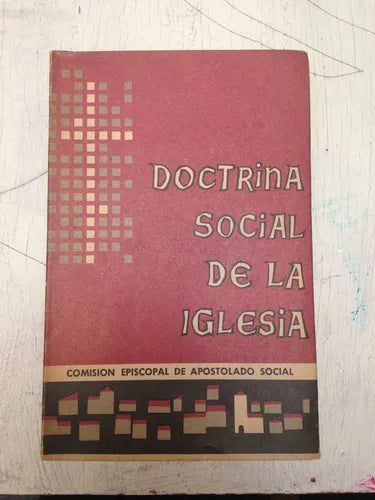 DOCTRINA
SOCIAL
DE LA
IGLESIA
COMISION EPISCOPAL DE APOSTOLADO SOCIAL